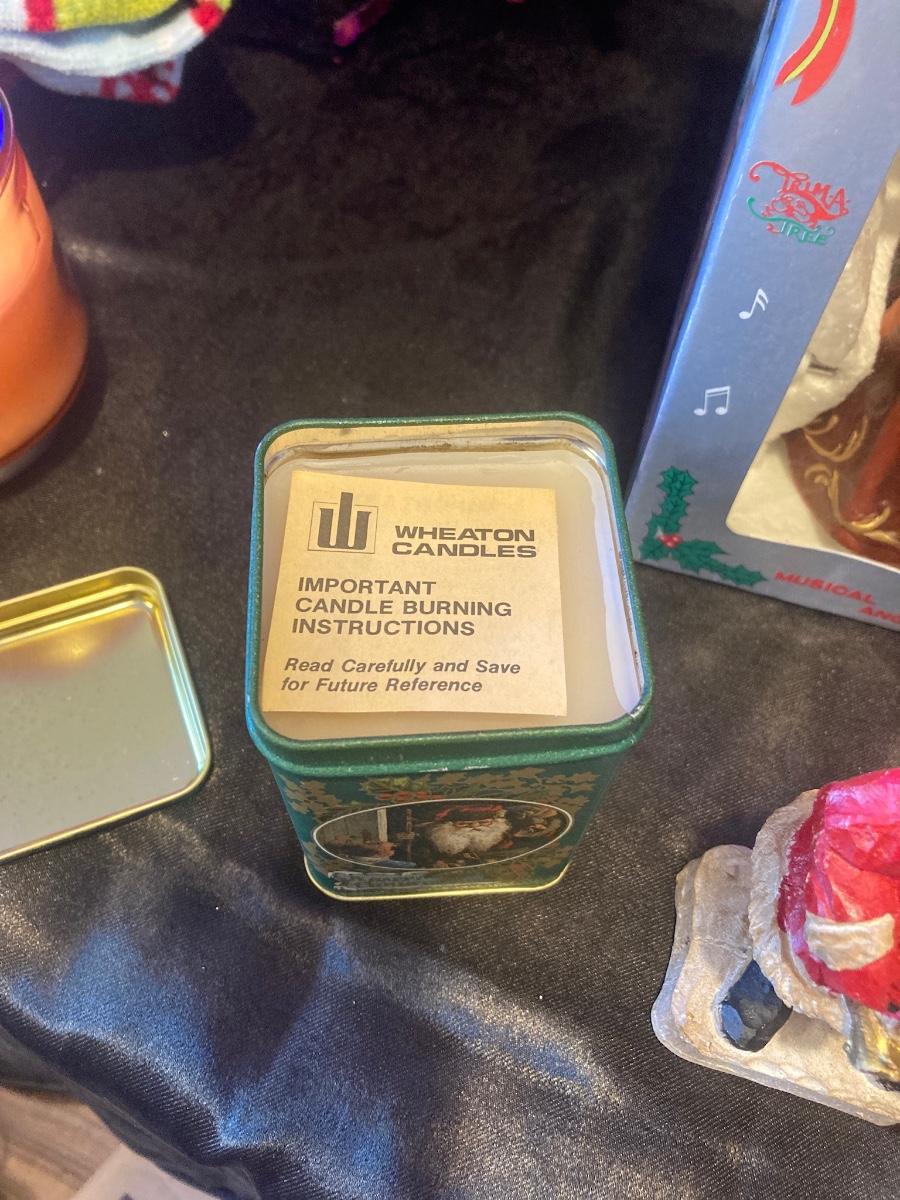 TRIM A
TREE
WHEATON
CANDLES
IMPORTANT
CANDLE BURNING
INSTRUCTIONS
Read Carefully and Save
for Future Reference
MUSICAL